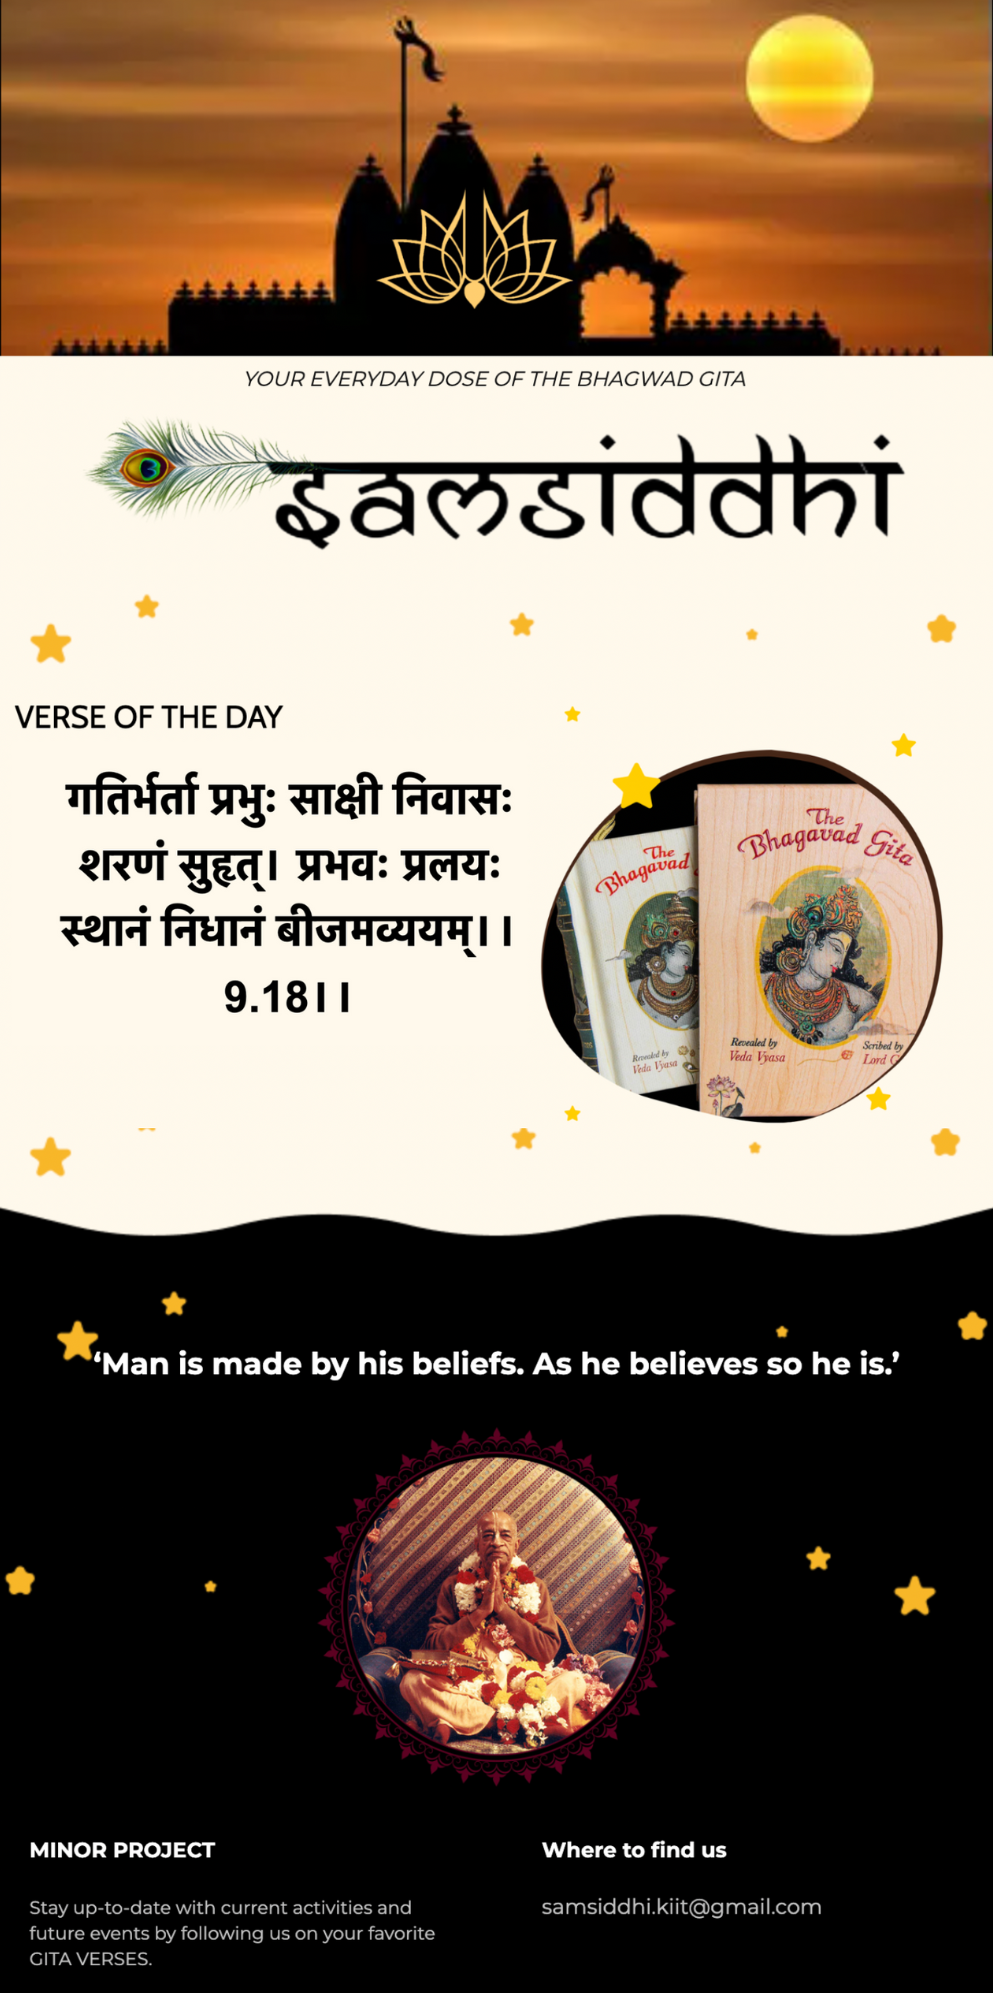 YOUR EVERYDAY DOSE OF THE BHAGWAD GITA
samsiddhi
VERSE OF THE DAY
गतिर्भर्ता प्रभुः साक्षी निवासः
शरणं सुहृत्। प्रभवः प्रलयः
स्थानं निधानं बीजमव्ययम्।।
9.18।।
The
Bhagavad
Revealed by
Veda Vyasa
The
Bhagavad Gita
Revealed by
Veda Vyasa
Scribed by
Lord G
‘Man is made by his beliefs. As he believes so he is.’
MINOR PROJECT
Stay up-to-date with current activities and
future events by following us on your favorite
GITA VERSES.
Where to find us
samsiddhi.kiit@gmail.com